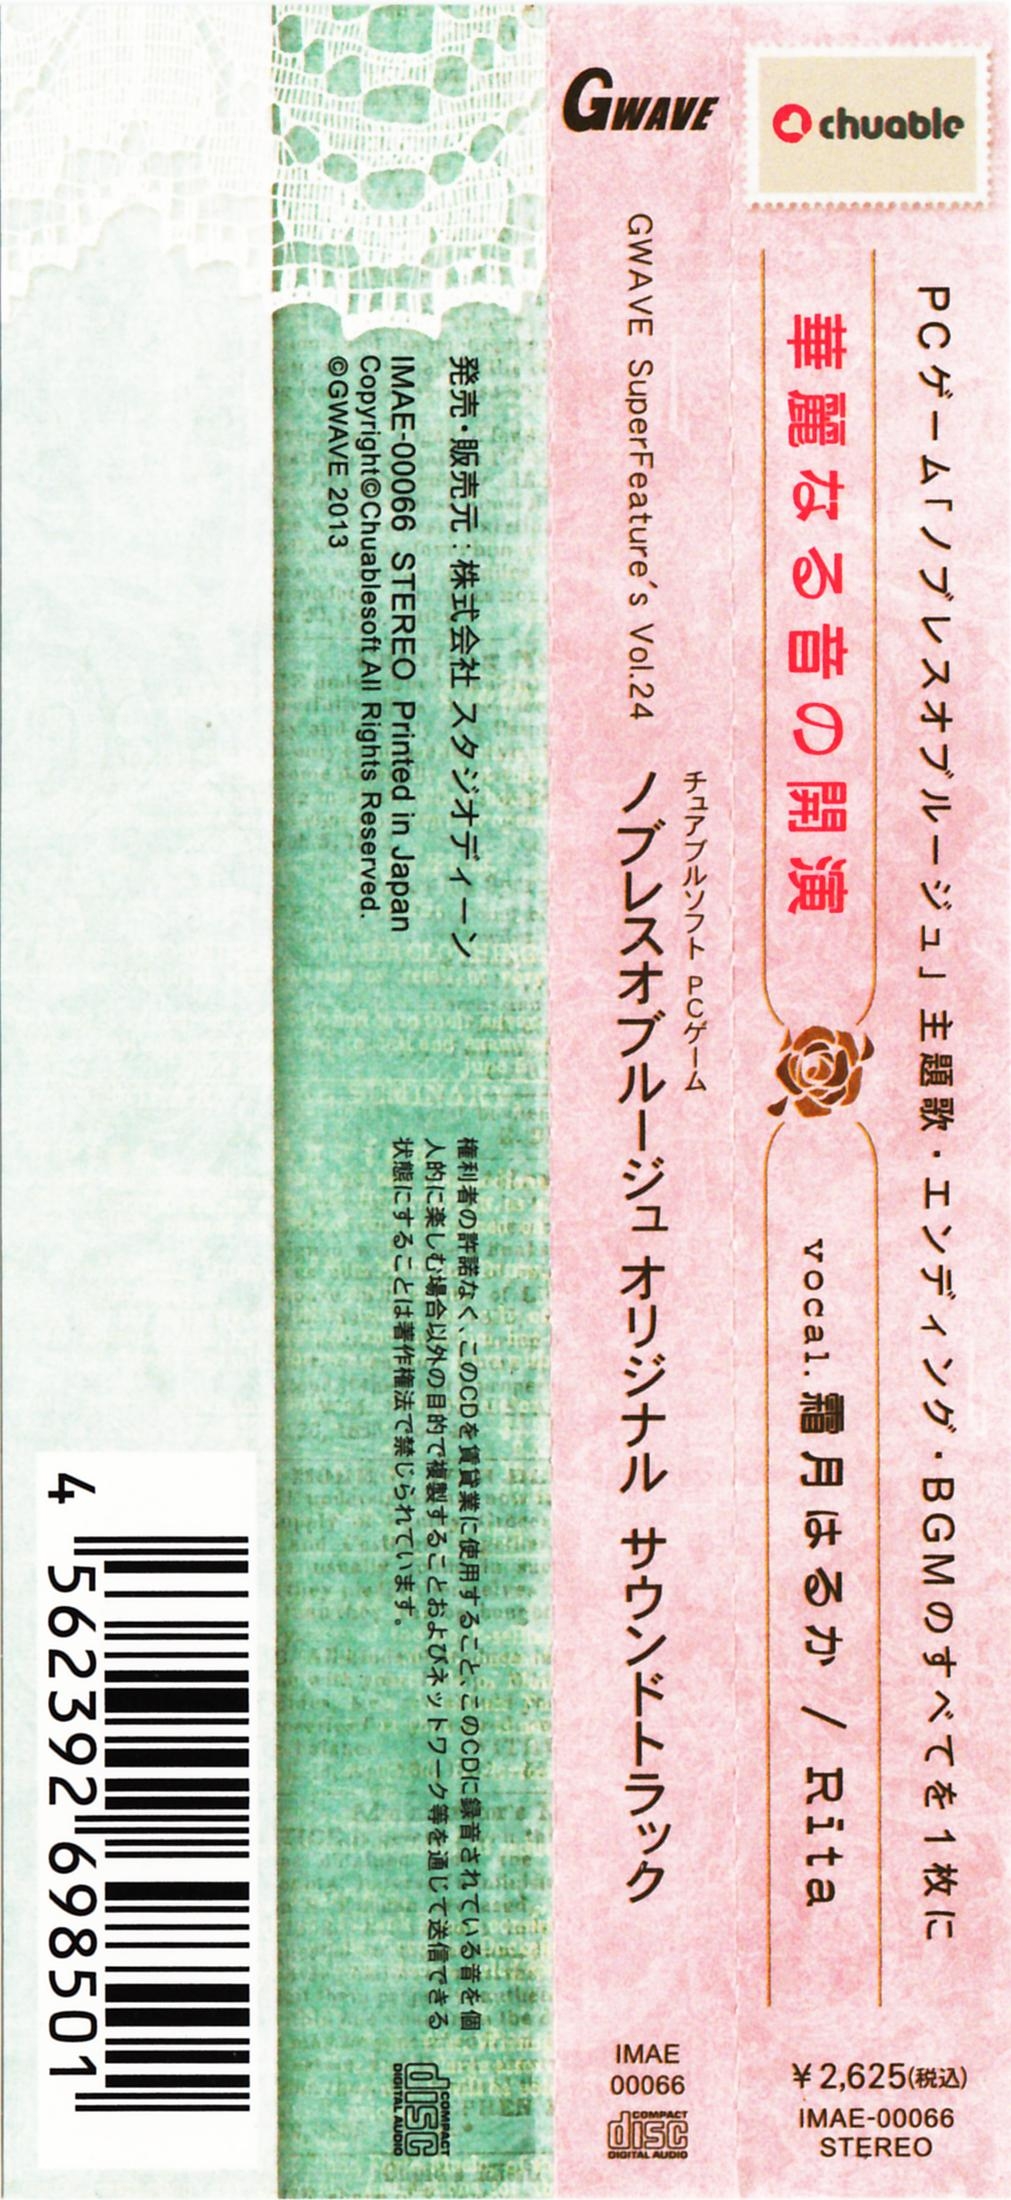 chuable
PCゲーム「ノブレスオブルージュ」主題歌・エンディング・BGMのすべてを1枚に
華麗なる音の開演
vocal.霜月はるか / Rita
¥2,625(税込)
IMAE-00066
STEREO
GWAVE
GWAVE SuperFeature's Vol.24
チュアブルソフト PCゲーム
ノブレスオブルージュ オリジナル サウンドトラック
IMAE
00066
COMPACT
disc
DIGITAL AUDIO
発売・販売元:株式会社 スタジオディーン
IMAE-00066 STEREO Printed in Japan
Copyright©Chuablesoft All Rights Reserved.
©GWAVE 2013
権利者の許諾なく、このCDを賃貸業に使用すること、このCDに録音されている音を個
人的に楽しむ場合以外の目的で複製することおよびネットワーク等を通じて送信できる
状態にすることは著作権法で禁じられています。
COMPACT
disc
DIGITAL AUDIO
4 562392 698501